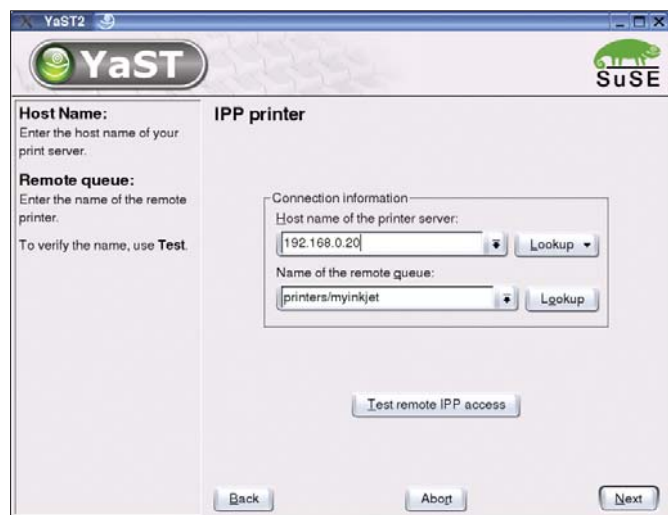 YaST2
YaST
SuSE
Host Name:
Enter the host name of your
print server.
Remote queue:
Enter the name of the remote
printer.
To verify the name, use Test.
IPP printer
Connection information
Host name of the printer server:
192.168.0.20
Lookup
Name of the remote queue:
printers/myinkjet
Lookup
Test remote IPP access
Back
Abort
Next